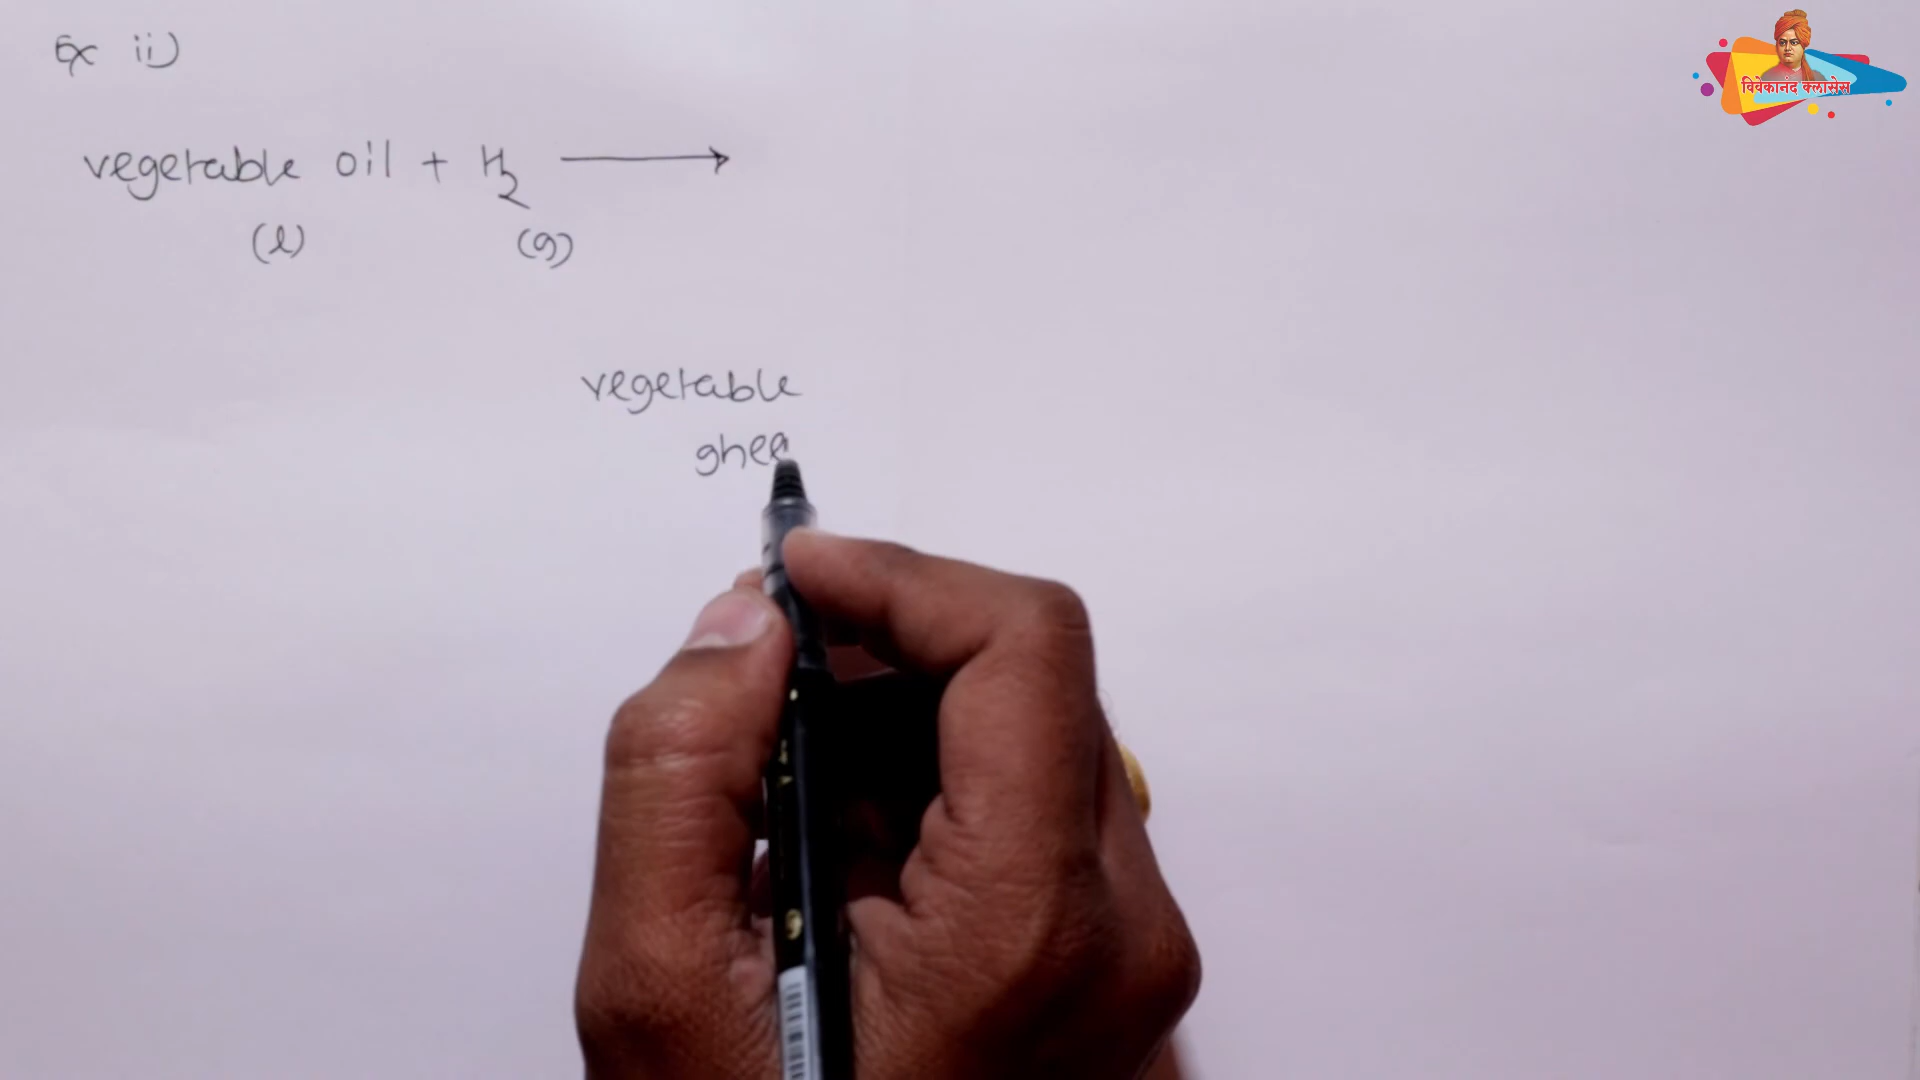 Ex ii)
विवेकानंद क्लासेस
vegetable oil + H₂ ⟶
(l) (g)
vegetable
ghee